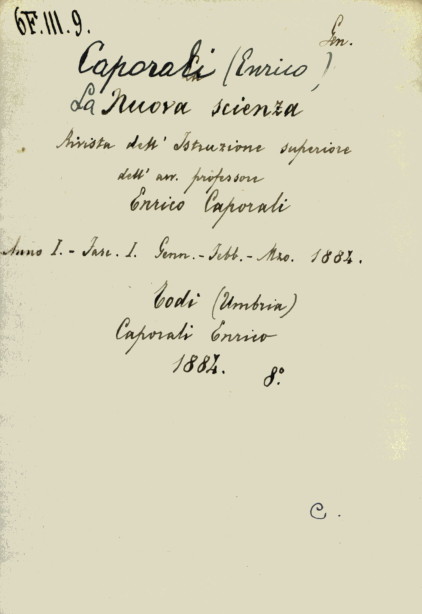 6F.III.9.
Gen.
Caporali (Enrico)
La Nuova scienza
Rivista dell' Istruzione superiore
dell' avv. professore
Enrico Caporali
Anno I. - Fasc. I. Genn. - Febb. - Mzo. 1884.
Todi (Umbria)
Caporali Enrico
1884. 8º.
C.